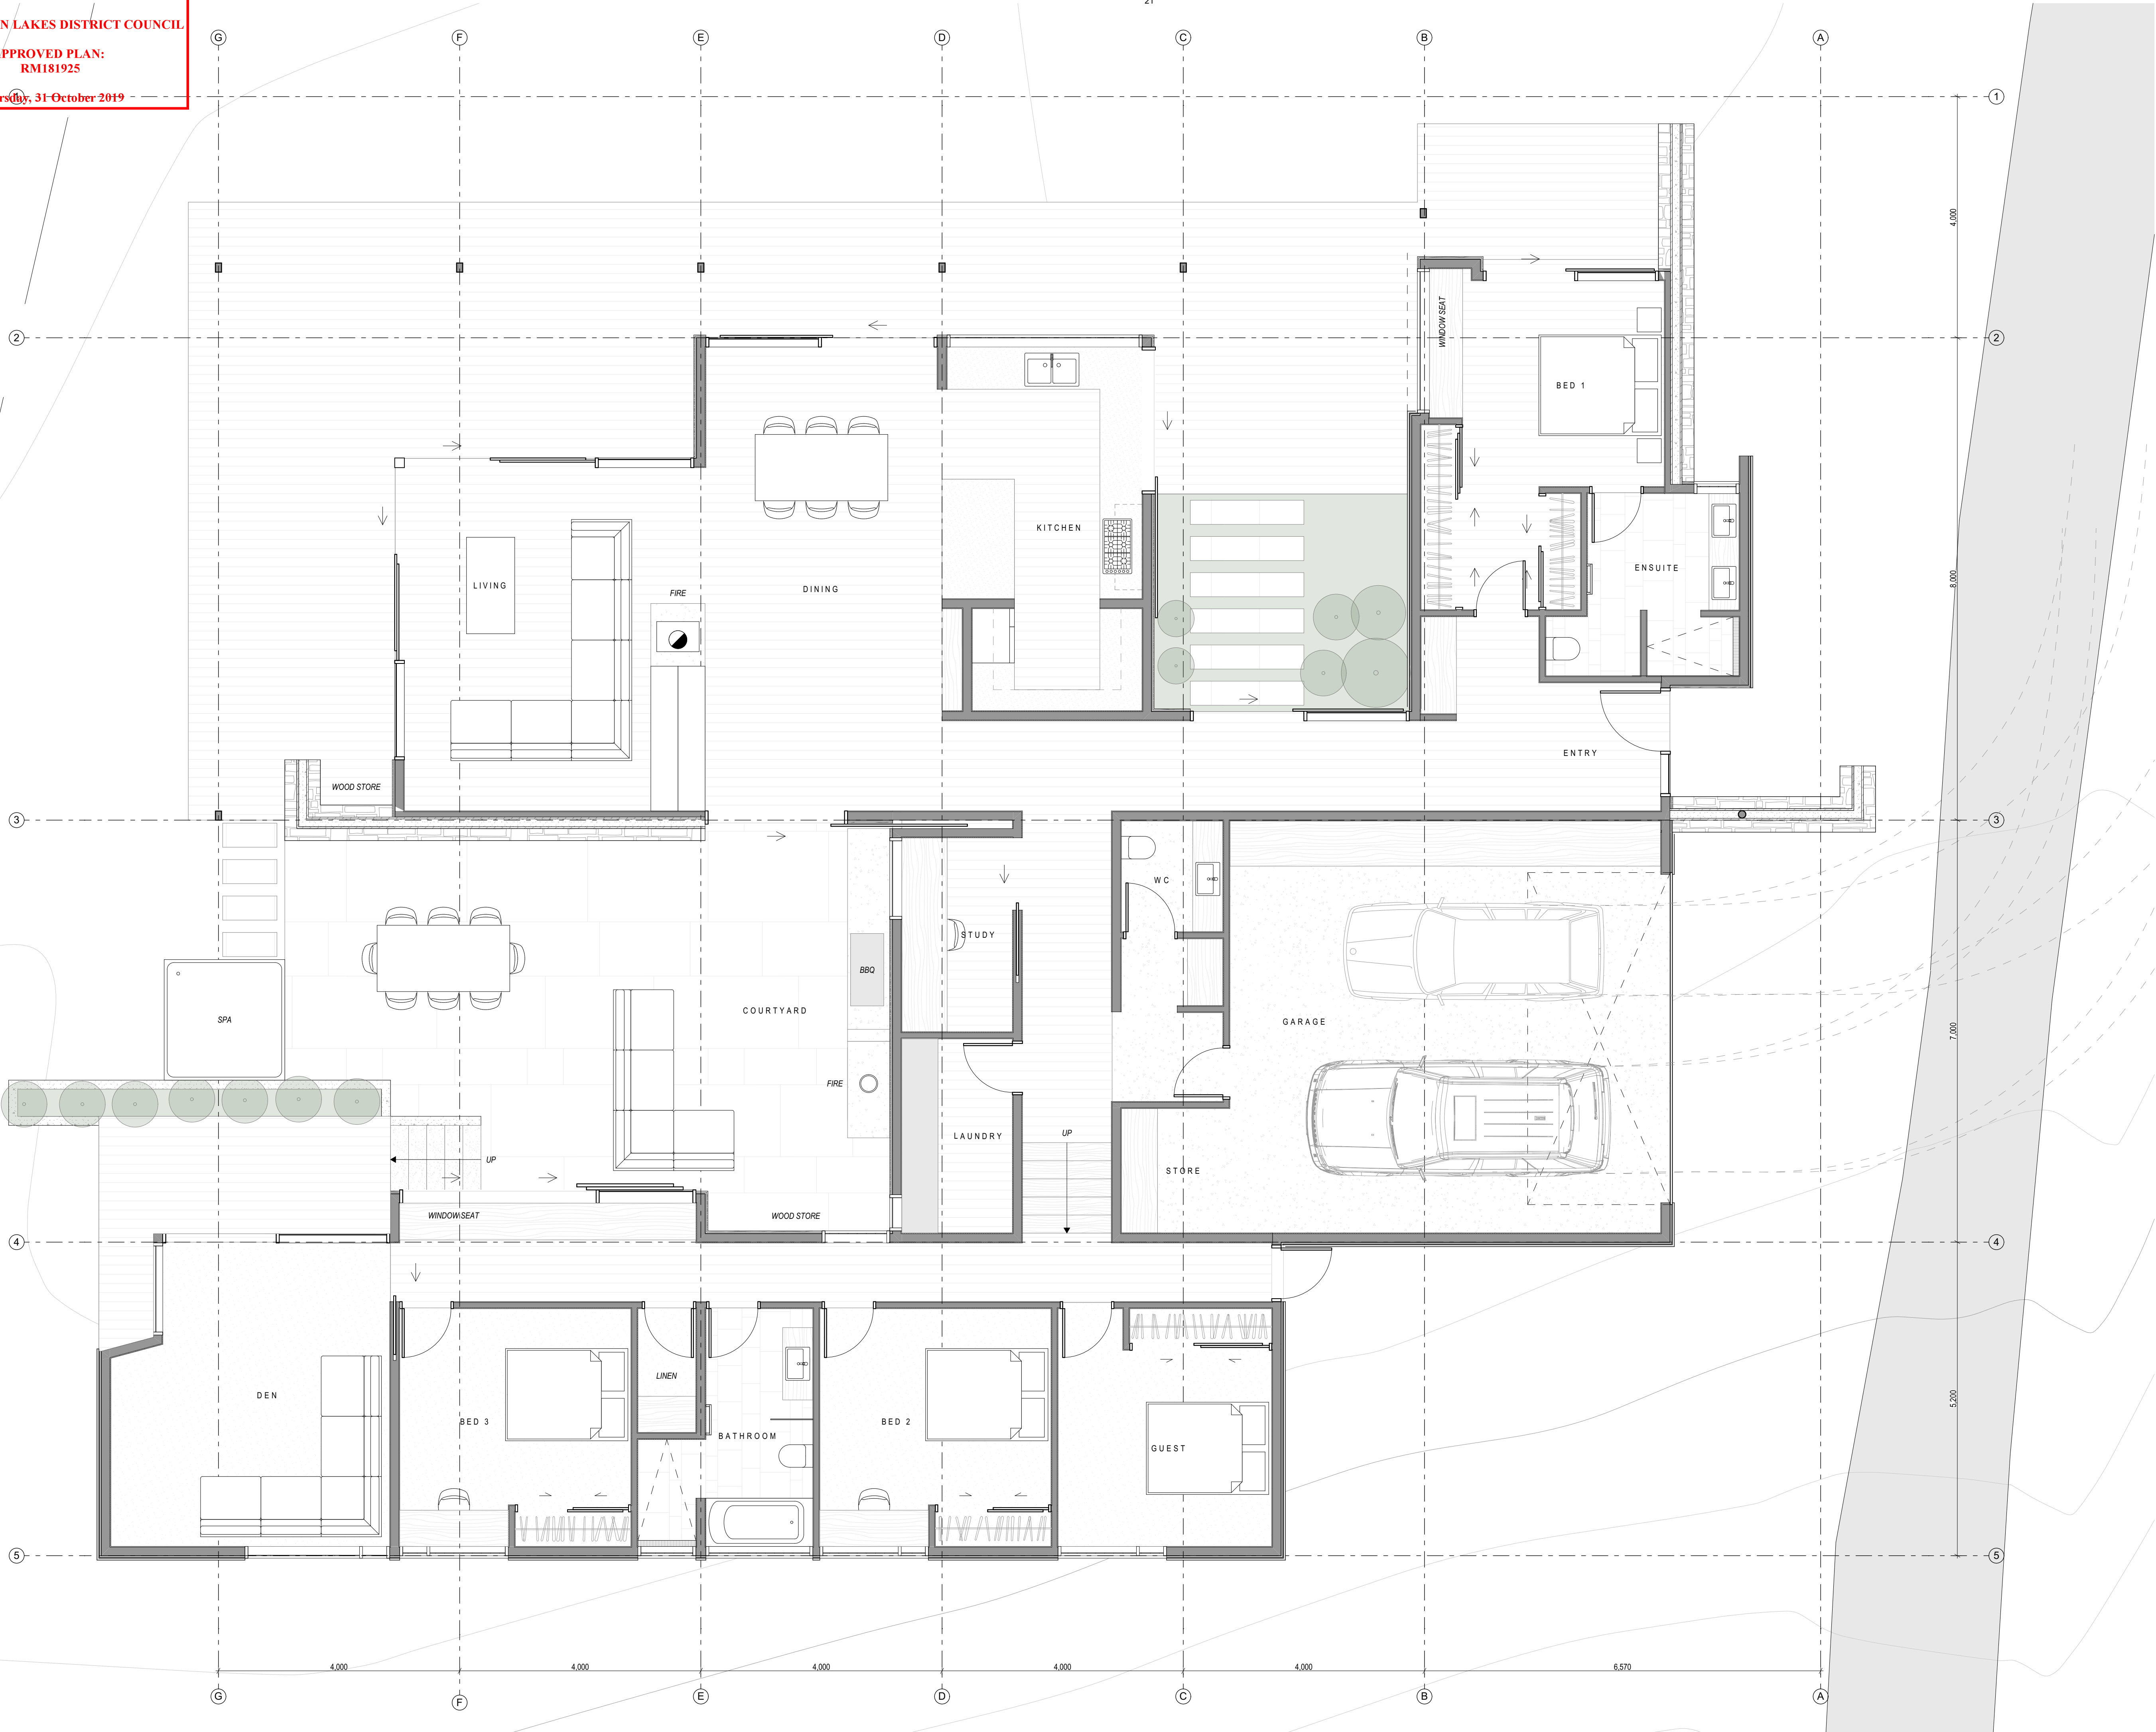 21
N LAKES DISTRICT COUNCIL
PPROVED PLAN:
RM181925
31 October 2019
G F E D C B A
1
1
4,000
2
2
WINDOW SEAT
BED 1
KITCHEN
LIVING
FIRE
DINING
ENSUITE
8,000
ENTRY
WOOD STORE
3
3
WC
STUDY
BBQ
COURTYARD
SPA
GARAGE
7,000
FIRE
LAUNDRY
UP
UP
STORE
WINDOW SEAT
WOOD STORE
4
4
LINEN
DEN
BED 3
BATHROOM
BED 2
GUEST
5,200
5
5
4,000 4,000 4,000 4,000 4,000 6,570
G F E D C B A